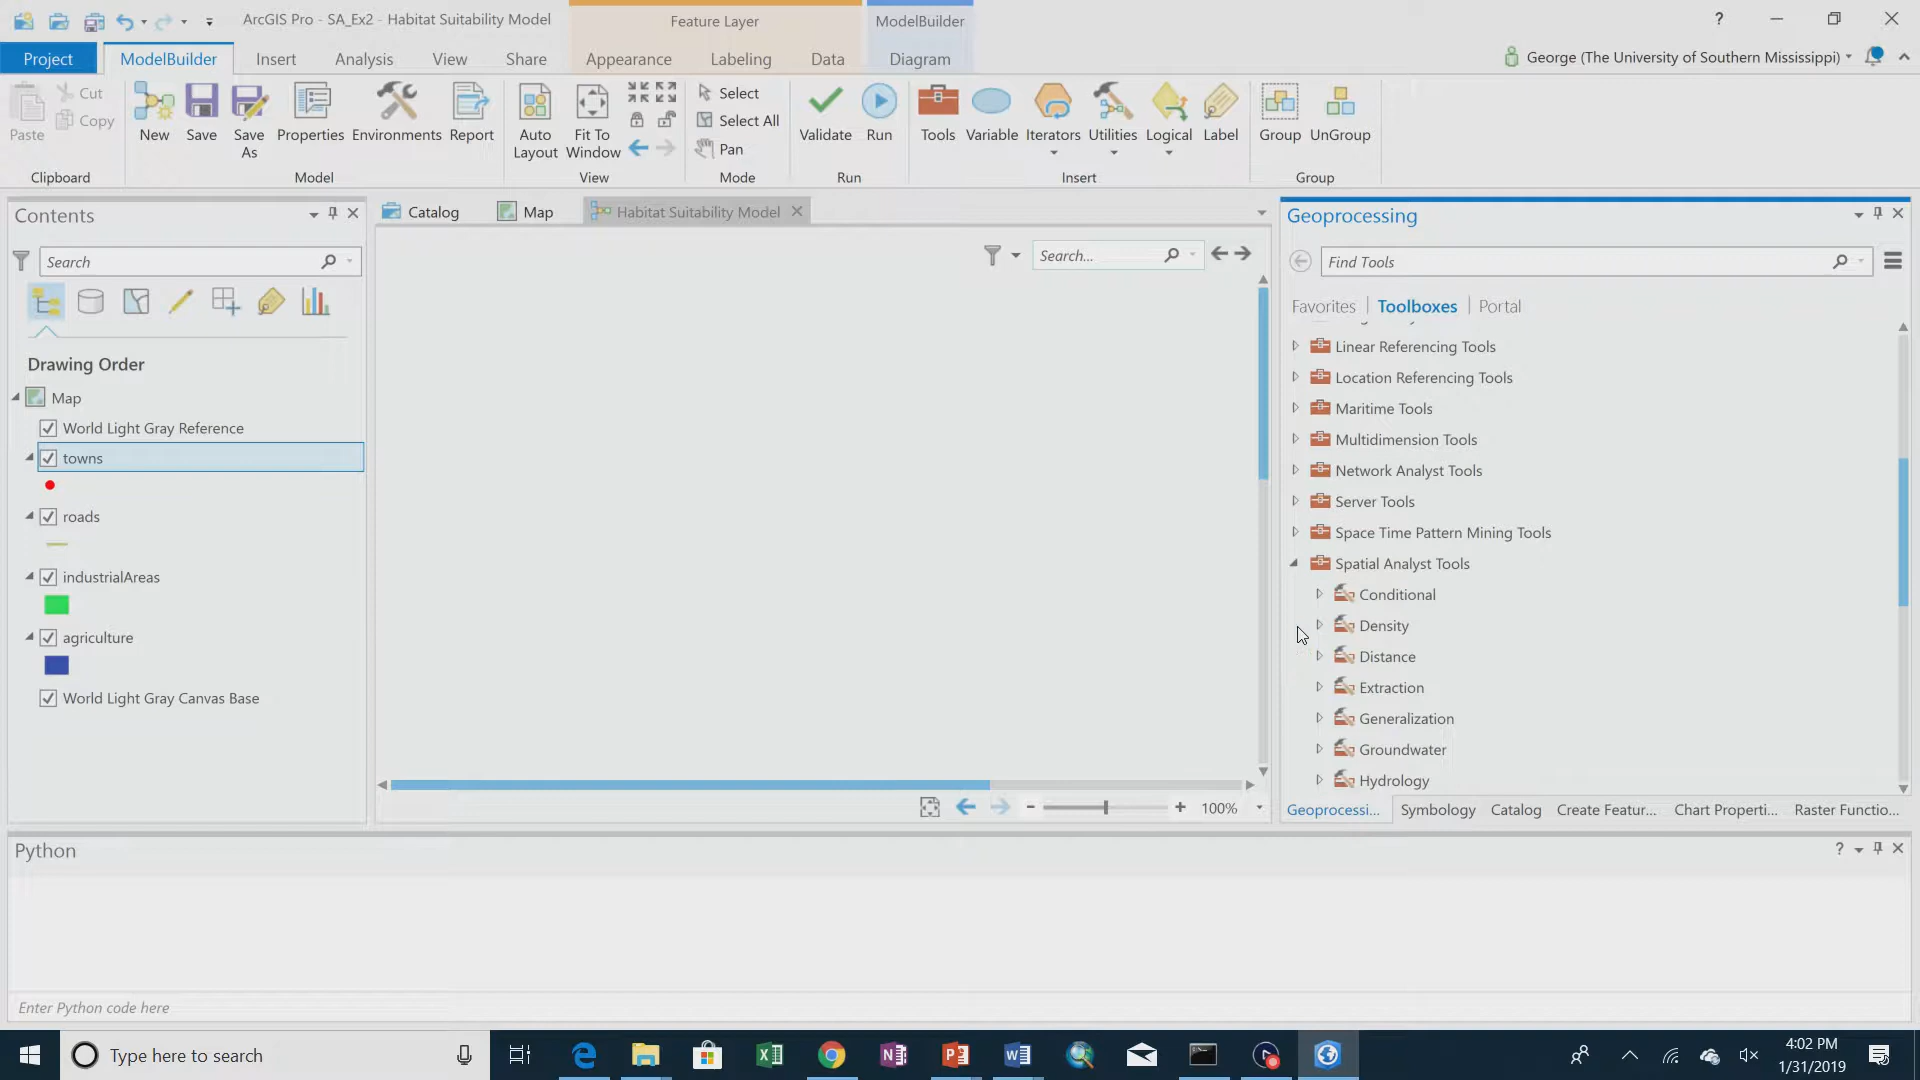 ArcGIS Pro - SA_Ex2 - Habitat Suitability Model
Feature Layer
ModelBuilder
?
Project
ModelBuilder
Insert
Analysis
View
Share
Appearance
Labeling
Data
Diagram
George (The University of Southern Mississippi)
Paste
Cut
Copy
Clipboard
New
Save
Save As
Properties
Environments
Report
Model
Auto Layout
Fit To Window
View
Select
Select All
Pan
Mode
Validate
Run
Run
Tools
Variable
Iterators
Utilities
Logical
Label
Insert
Group
UnGroup
Group
Contents
Search
Drawing Order
Map
World Light Gray Reference
towns
roads
industrialAreas
agriculture
World Light Gray Canvas Base
Catalog
Map
Habitat Suitability Model
Search...
100%
Geoprocessing
Find Tools
Favorites
Toolboxes
Portal
Linear Referencing Tools
Location Referencing Tools
Maritime Tools
Multidimension Tools
Network Analyst Tools
Server Tools
Space Time Pattern Mining Tools
Spatial Analyst Tools
Conditional
Density
Distance
Extraction
Generalization
Groundwater
Hydrology
Geoprocessi...
Symbology
Catalog
Create Featur...
Chart Properti...
Raster Functio...
Python
?
Enter Python code here
Type here to search
4:02 PM
1/31/2019